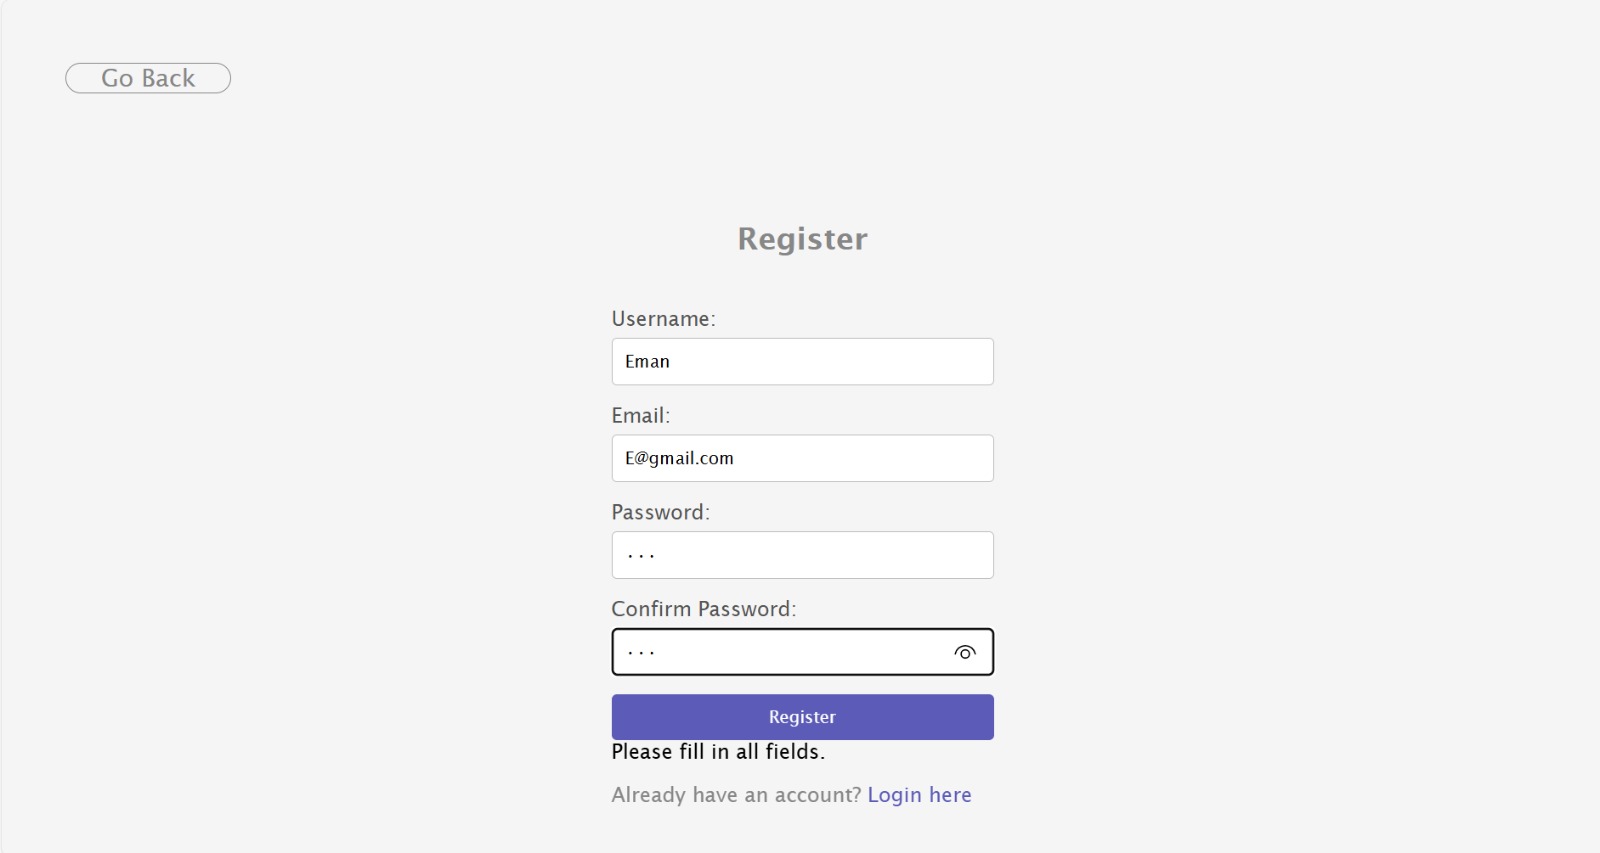 Go Back
Register
Username:
Eman
Email:
E@gmail.com
Password:
...
Confirm Password:
...
Register
Please fill in all fields.
Already have an account? Login here